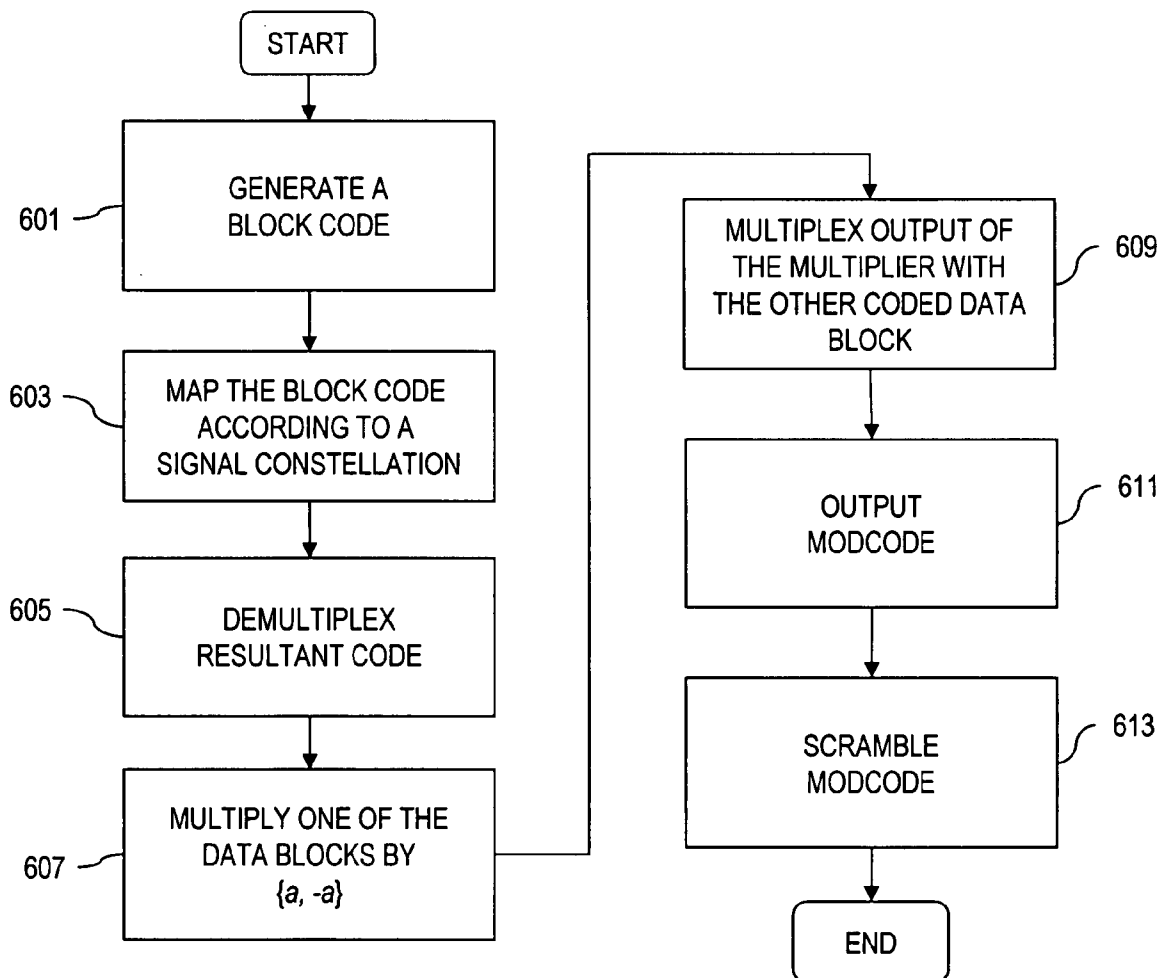 START
601
GENERATE A
BLOCK CODE
603
MAP THE BLOCK CODE
ACCORDING TO A
SIGNAL CONSTELLATION
605
DEMULTIPLEX
RESULTANT CODE
607
MULTIPLY ONE OF THE
DATA BLOCKS BY
{a, -a}
MULTIPLEX OUTPUT OF
THE MULTIPLIER WITH
THE OTHER CODED DATA
BLOCK
609
OUTPUT
MODCODE
611
SCRAMBLE
MODCODE
613
END